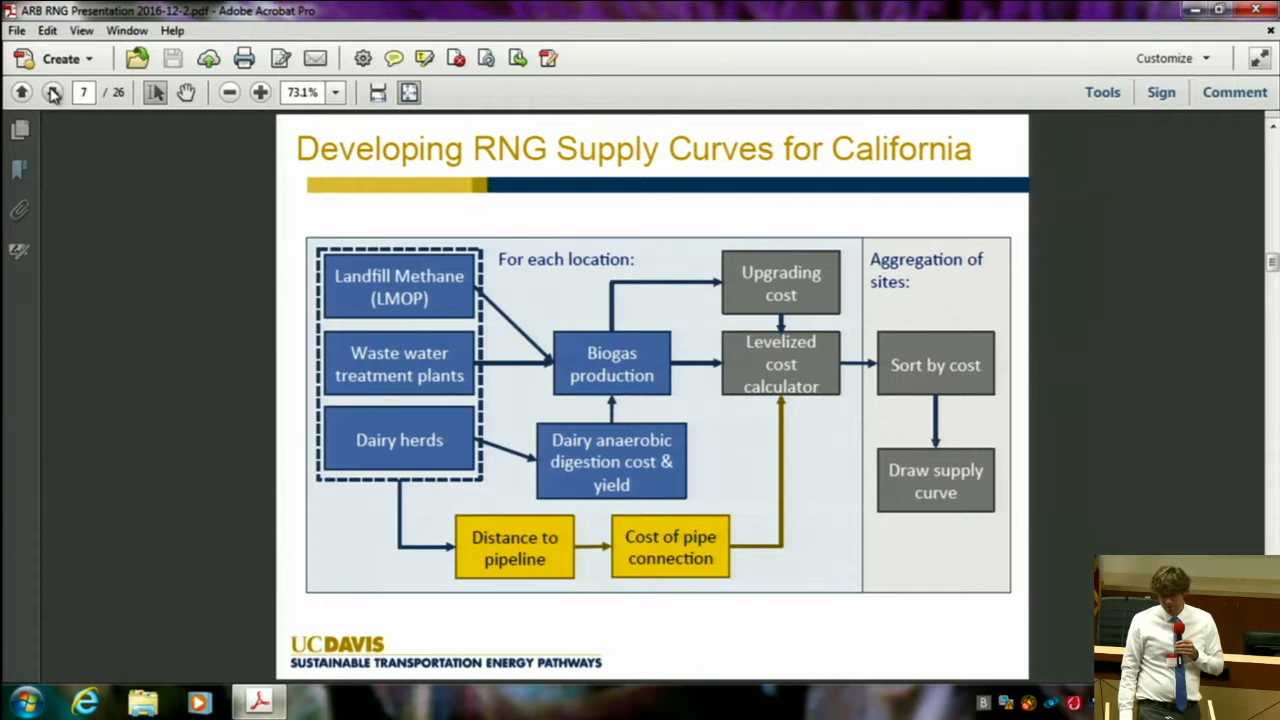 ARB RNG Presentation 2016-12-2.pdf - Adobe Acrobat Pro
File Edit View Window Help
Create
Customize
7 / 26
73.1%
Tools Sign Comment
Developing RNG Supply Curves for California
Landfill Methane
(LMOP)
Waste water
treatment plants
Dairy herds
For each location:
Biogas
production
Dairy anaerobic
digestion cost &
yield
Distance to
pipeline
Cost of pipe
connection
Upgrading
cost
Levelized
cost
calculator
Aggregation of
sites:
Sort by cost
Draw supply
curve
UCDAVIS
SUSTAINABLE TRANSPORTATION ENERGY PATHWAYS